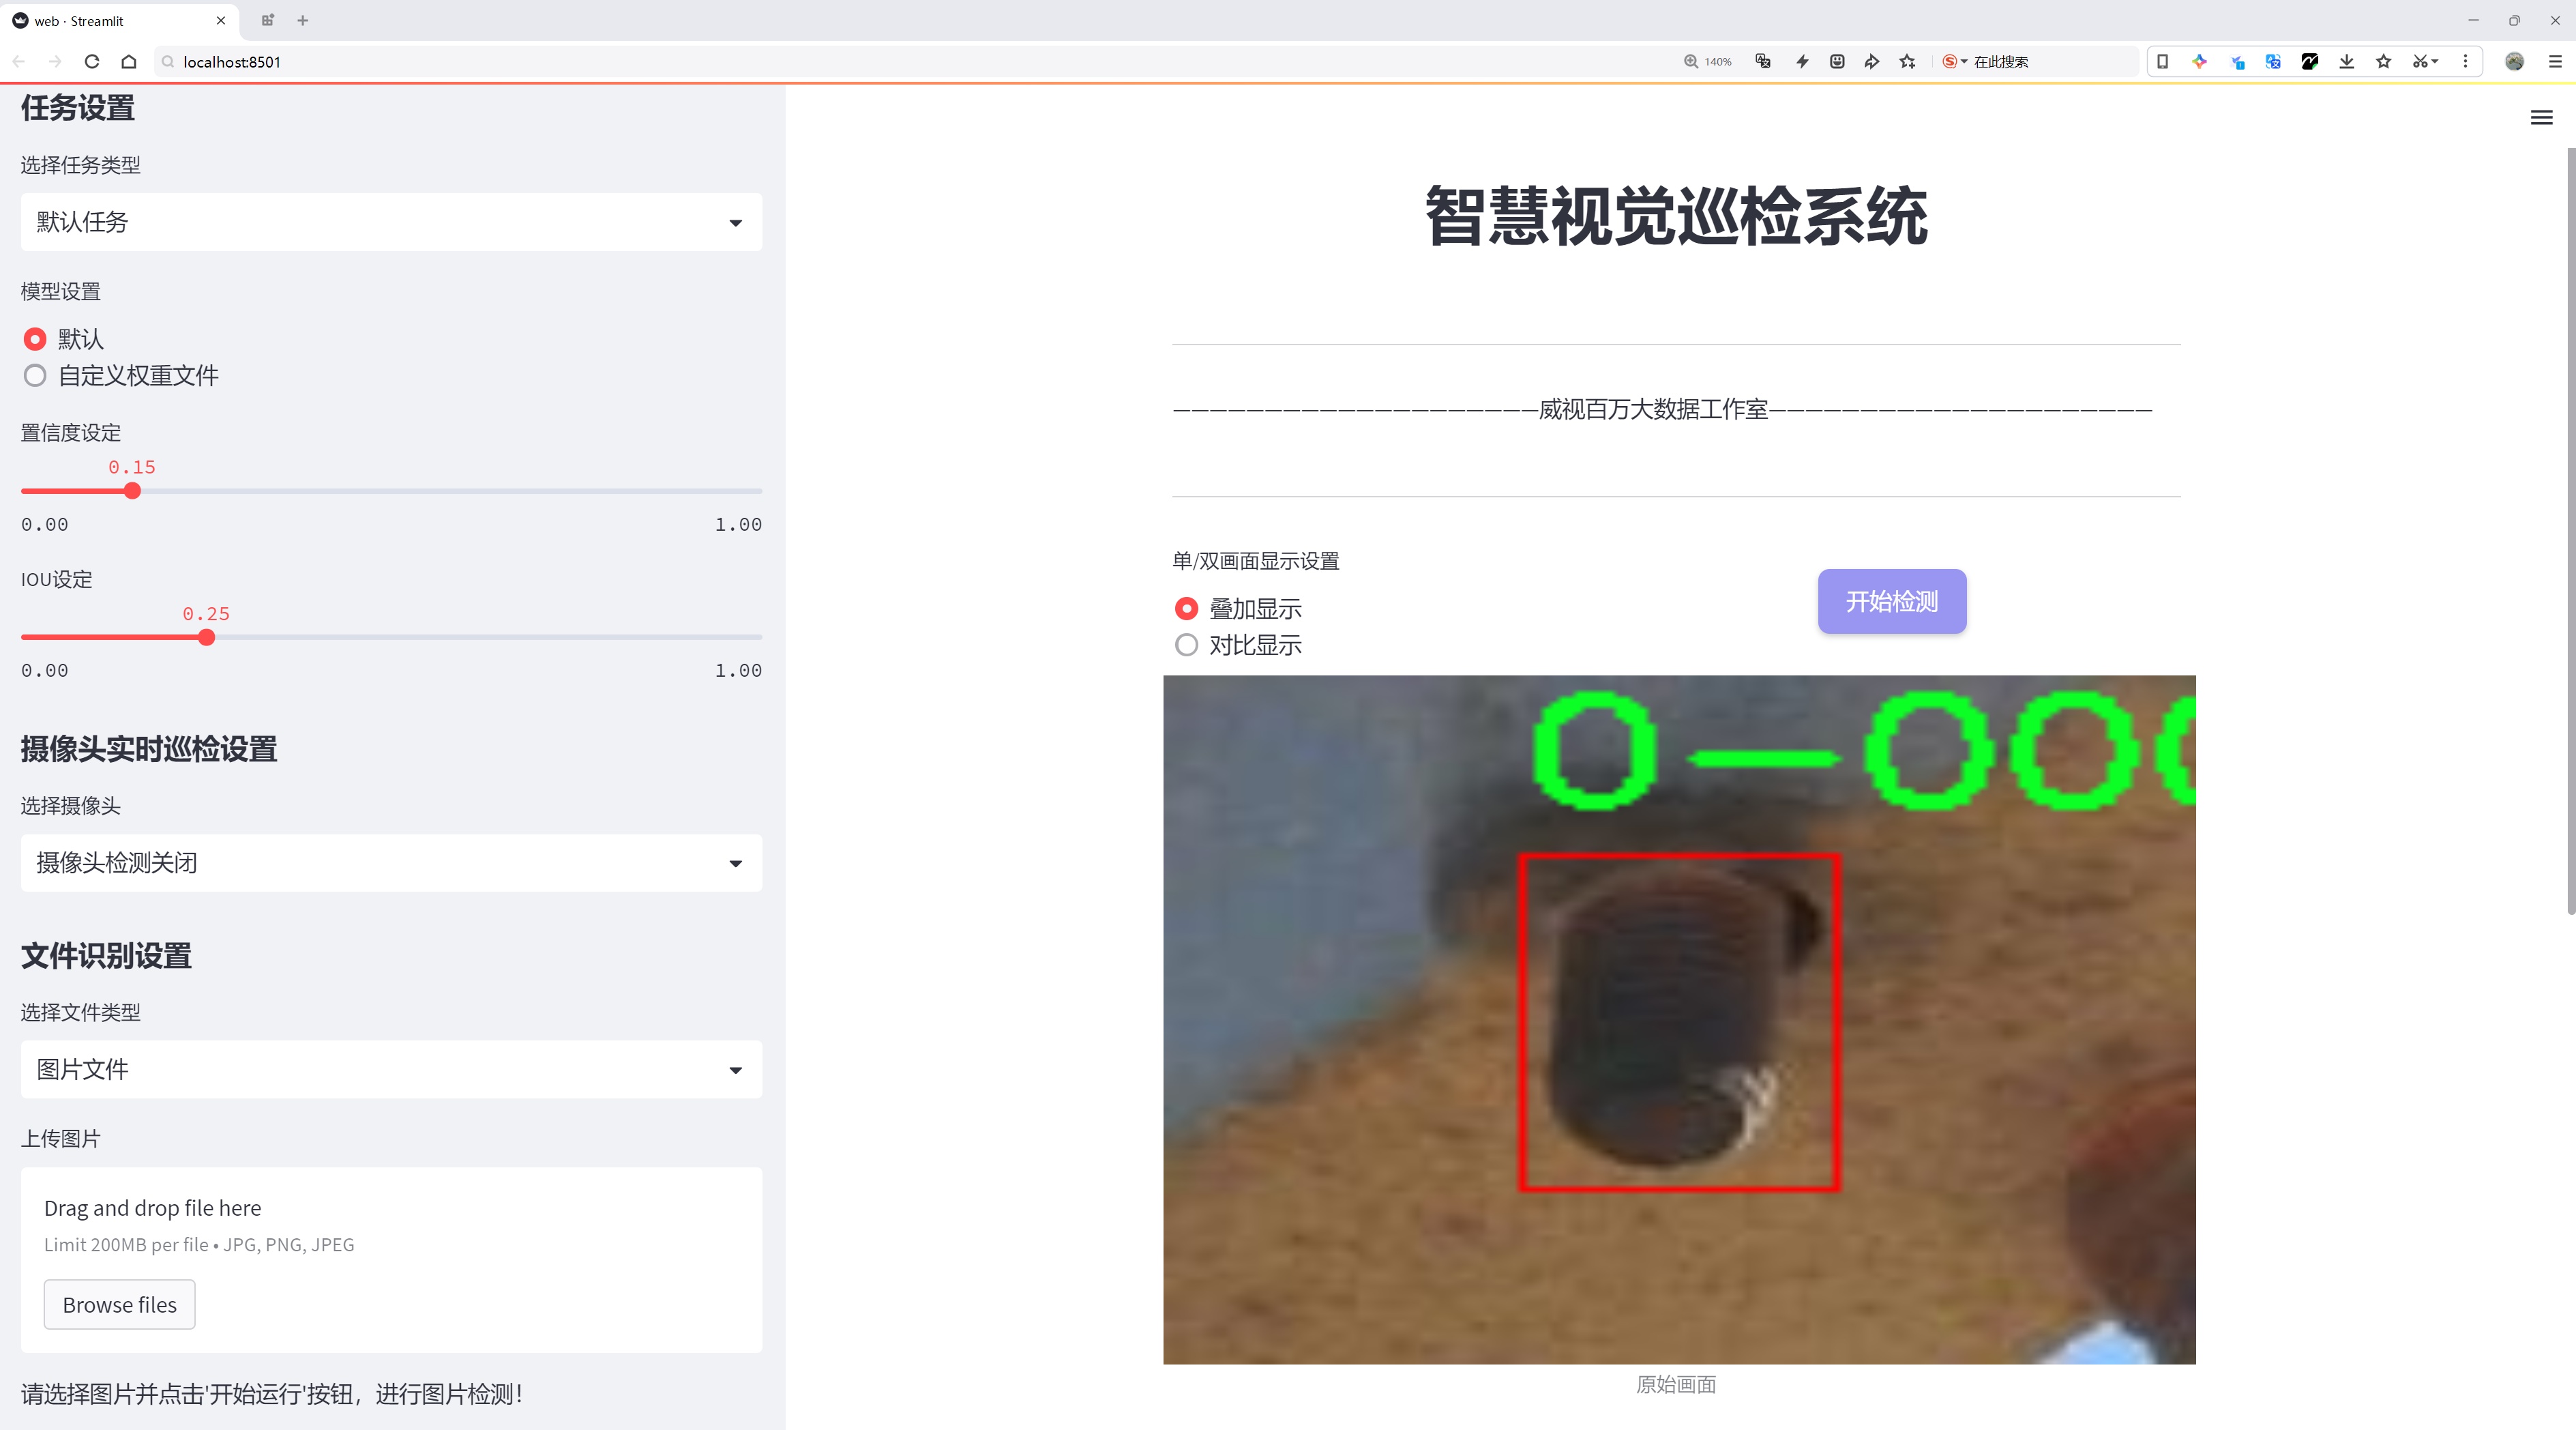 web · Streamlit
localhost:8501
140%
在此搜索
任务设置
选择任务类型
默认任务
模型设置
默认
自定义权重文件
置信度设定
0.15
0.00
1.00
IOU设定
0.25
0.00
1.00
摄像头实时巡检设置
选择摄像头
摄像头检测关闭
文件识别设置
选择文件类型
图片文件
上传图片
Drag and drop file here
Limit 200MB per file • JPG, PNG, JPEG
Browse files
请选择图片并点击'开始运行'按钮，进行图片检测！
智慧视觉巡检系统
————————————————————威视百万大数据工作室—————————————————————
单/双画面显示设置
叠加显示
对比显示
开始检测
0—00
原始画面